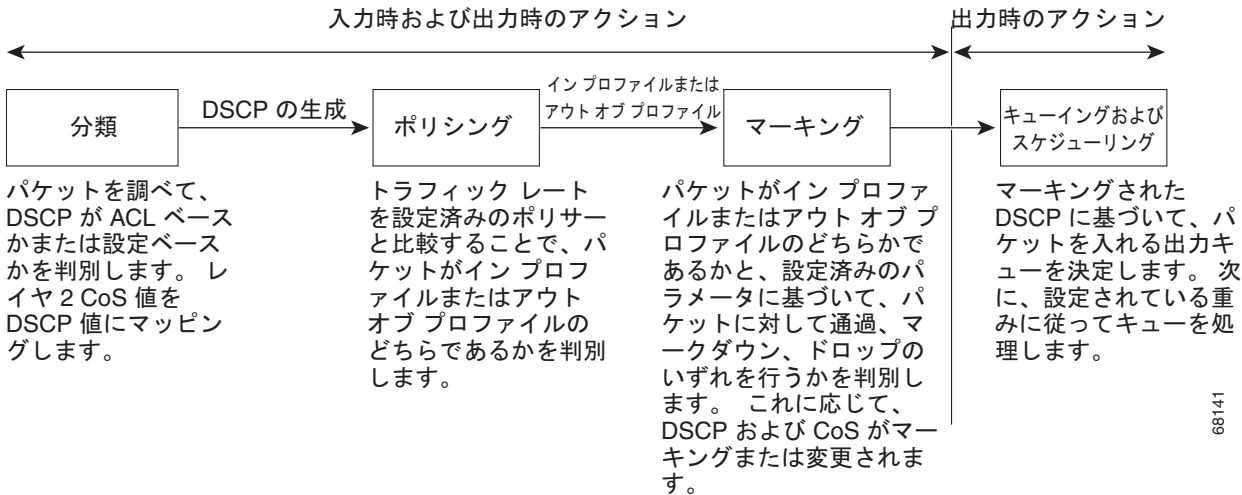 入力時および出力時のアクション
出力時のアクション
分類
DSCP の生成
ポリシング
イン プロファイルまたは
アウト オブ プロファイル
マーキング
キューイングおよび
スケジューリング
パケットを調べて、
DSCP が ACL ベース
かまたは設定ベース
かを判別します。 レ
イヤ 2 CoS 値を
DSCP 値にマッピン
グします。
トラフィック レート
を設定済みのポリサー
と比較することで、パ
ケットがイン プロフ
ァイルまたはアウト
オブ プロファイルの
どちらであるかを判別
します。
パケットがイン プロファ
イルまたはアウト オブ プ
ロファイルのどちらかで
あるかと、設定済みのパ
ラメータに基づいて、パ
ケットに対して通過、マ
ークダウン、ドロップの
いずれを行うかを判別し
ます。 これに応じて、
DSCP および CoS がマー
キングまたは変更されま
す。
マーキングされた
DSCP に基づいて、パ
ケットを入れる出力キ
ューを決定します。 次
に、設定されている重
みに従ってキューを処
理します。
68141